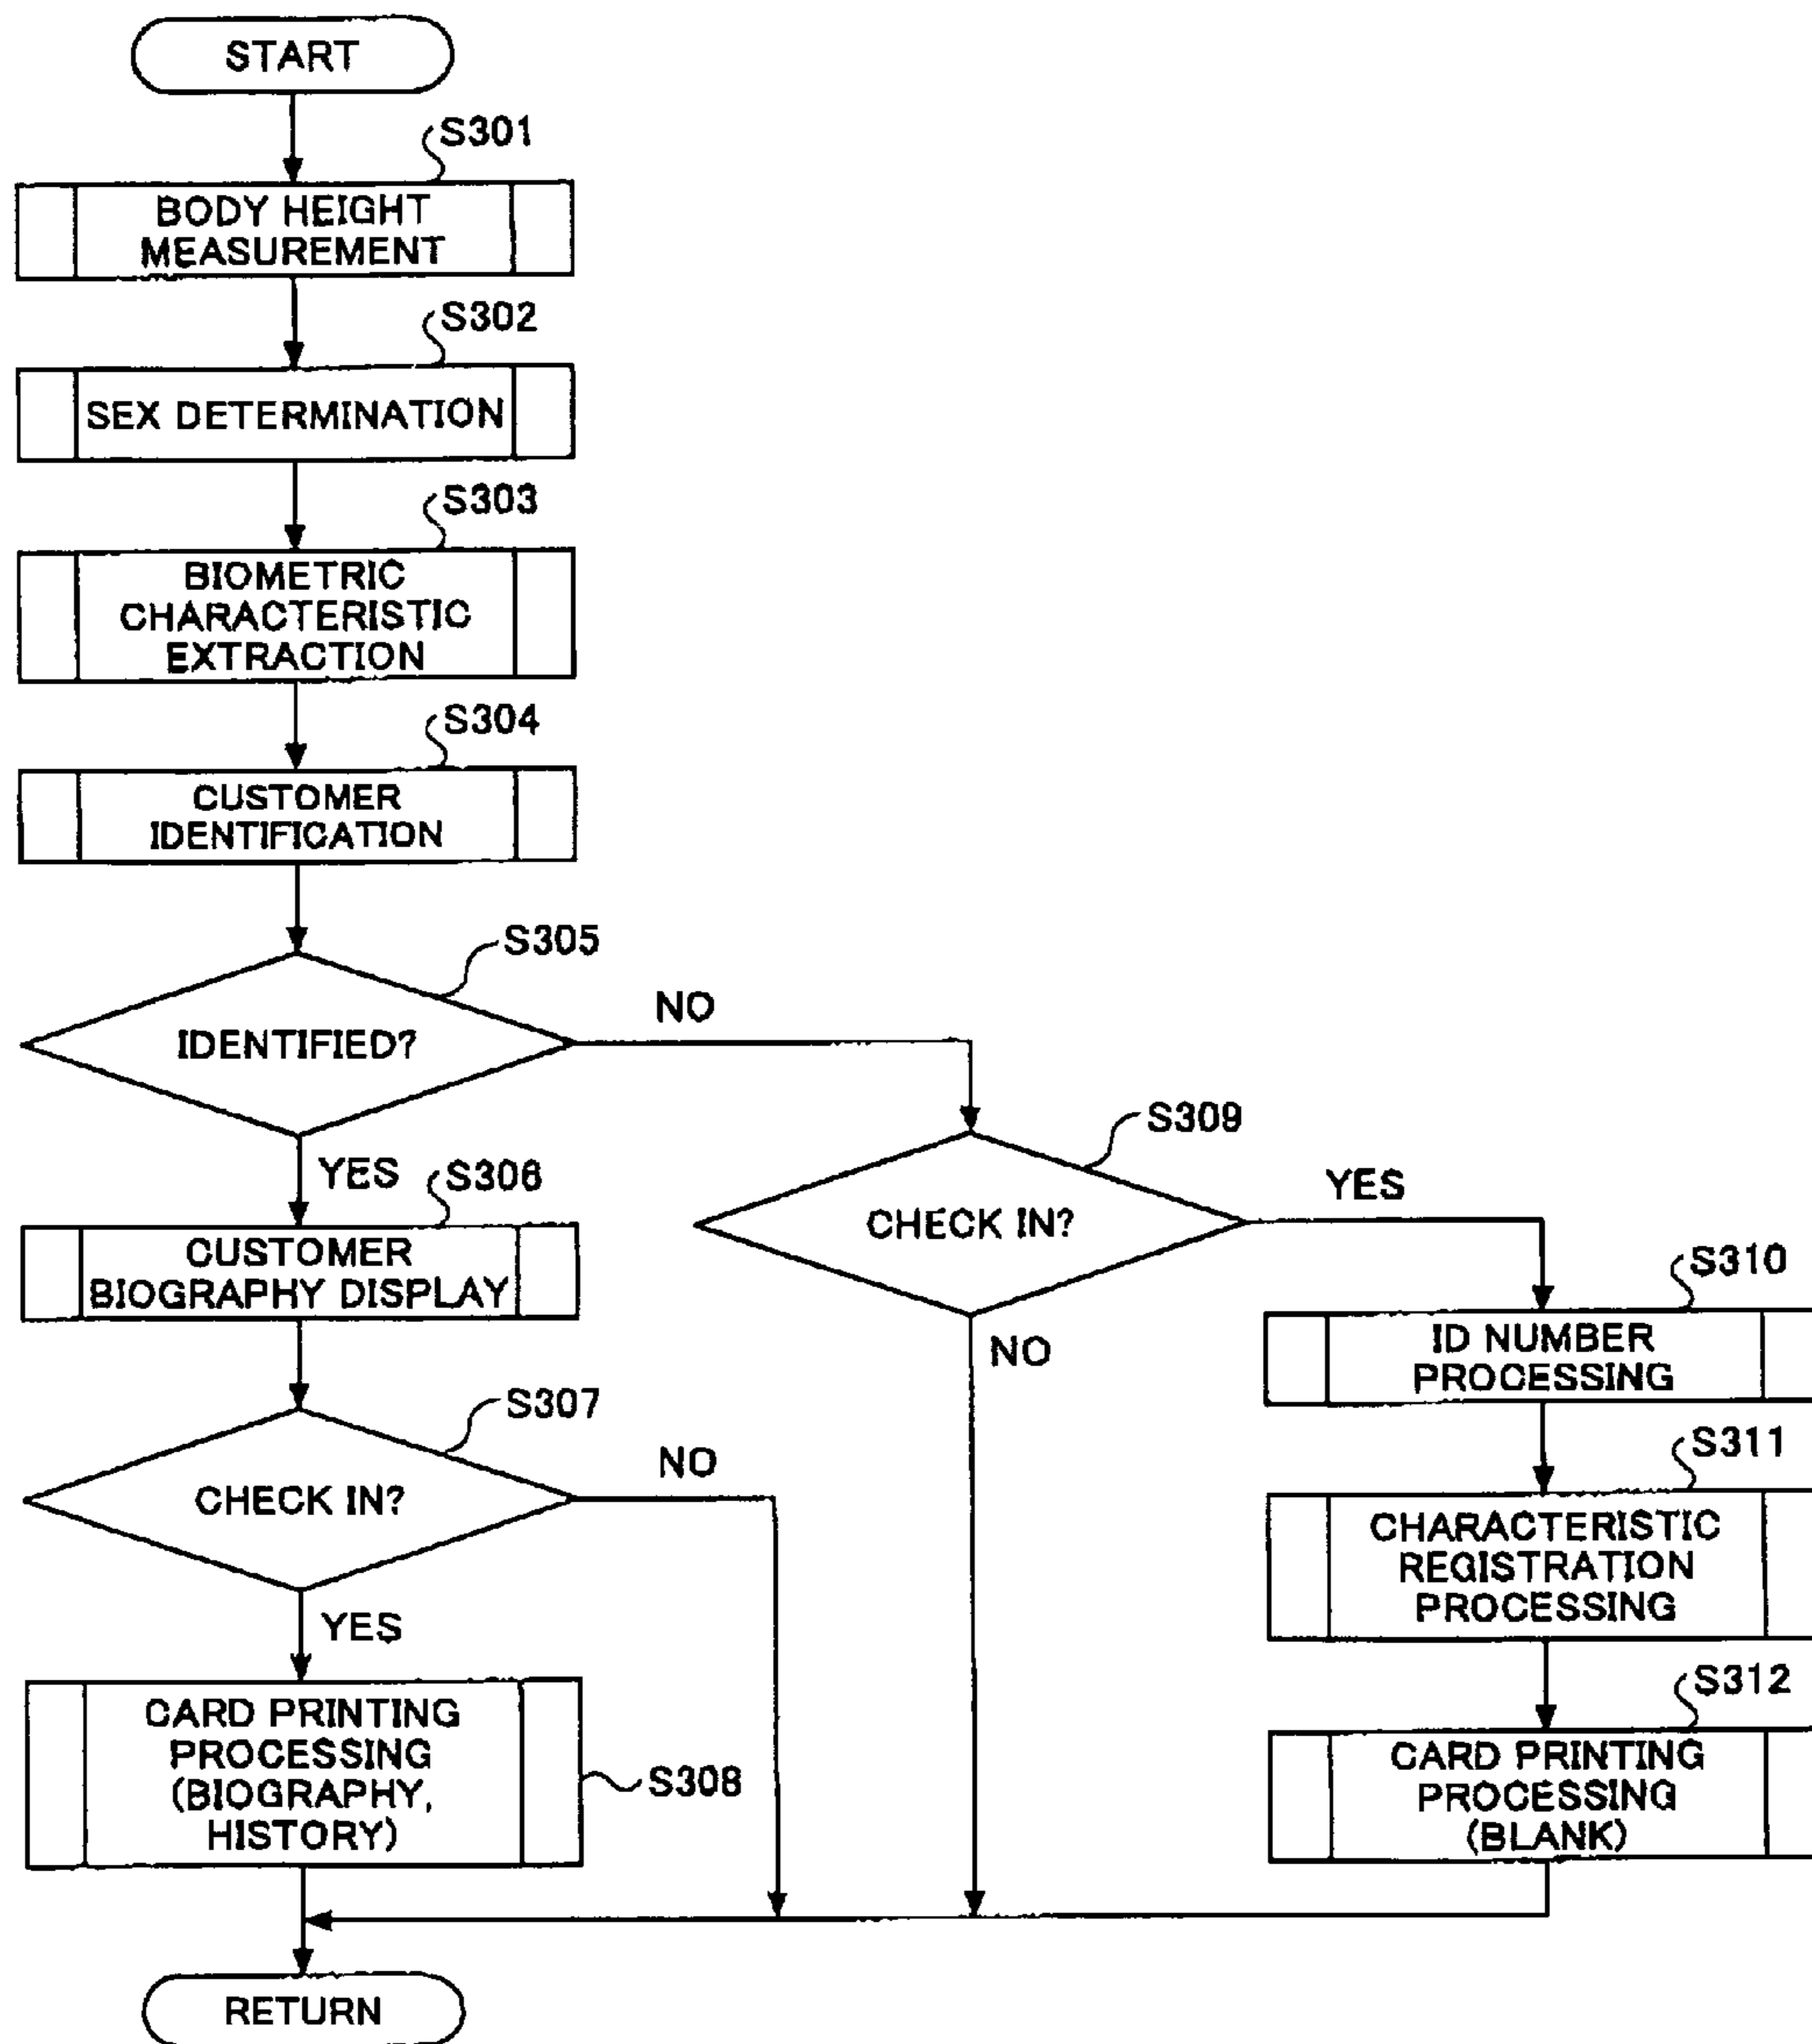 START
S301
BODY HEIGHT
MEASUREMENT
S302
SEX DETERMINATION
S303
BIOMETRIC
CHARACTERISTIC
EXTRACTION
S304
CUSTOMER
IDENTIFICATION
S305
IDENTIFIED?
NO
YES
S306
CUSTOMER
BIOGRAPHY DISPLAY
S307
CHECK IN?
NO
YES
CARD PRINTING
PROCESSING
(BIOGRAPHY,
HISTORY)
S308
S309
CHECK IN?
YES
NO
S310
ID NUMBER
PROCESSING
S311
CHARACTERISTIC
REGISTRATION
PROCESSING
S312
CARD PRINTING
PROCESSING
(BLANK)
RETURN